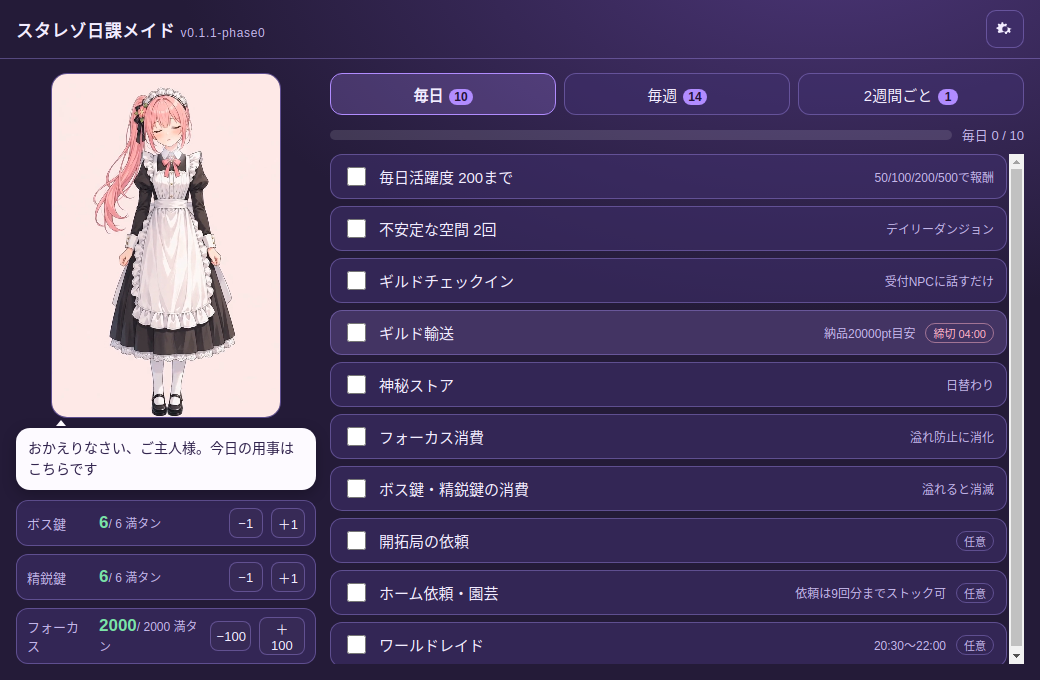 スタレゾ日課メイド v0.1.1-phase0
毎日 10
毎週 14
2週間ごと 1
毎日 0 / 10
おかえりなさい、ご主人様。今日の用事は
こちらです
ボス鍵 6/ 6 満タン −1 ＋1
精鋭鍵 6/ 6 満タン −1 ＋1
フォーカ
ス
2000/ 2000 満タ
ン
−100
＋
100
毎日活躍度 200まで 50/100/200/500で報酬
不安定な空間 2回 デイリーダンジョン
ギルドチェックイン 受付NPCに話すだけ
ギルド輸送 納品20000pt目安 締切 04:00
神秘ストア 日替わり
フォーカス消費 溢れ防止に消化
ボス鍵・精鋭鍵の消費 溢れると消滅
開拓局の依頼 任意
ホーム依頼・園芸 依頼は9回分までストック可 任意
ワールドレイド 20:30〜22:00 任意